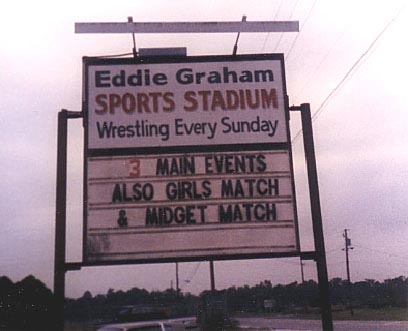 Eddie Graham
SPORTS STADIUM
Wrestling Every Sunday
3 MAIN EVENTS
ALSO GIRLS MATCH
& MIDGET MATCH